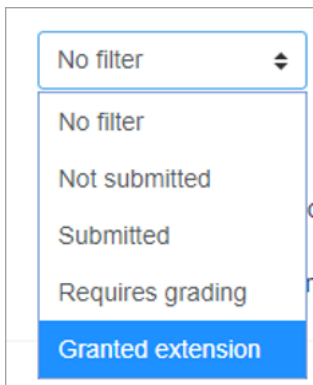 No filter
No filter
Not submitted
Submitted
Requires grading
Granted extension